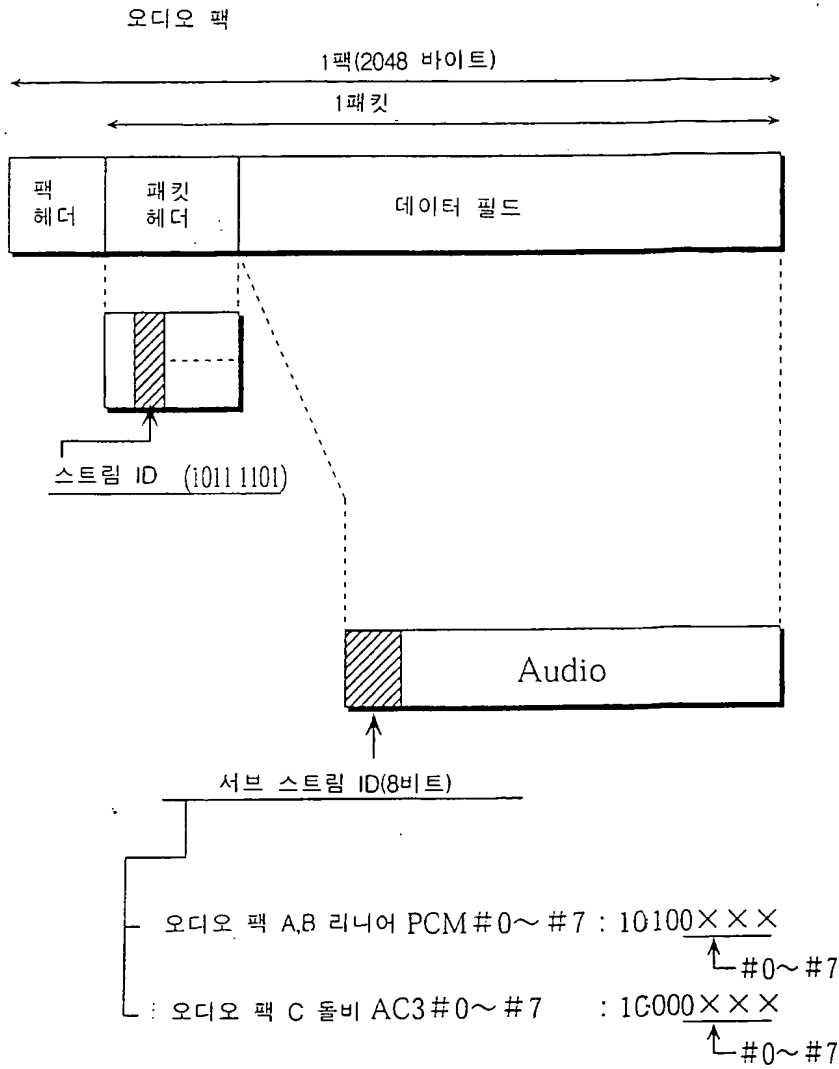 오디오 팩
1팩(2048 바이트)
1패킷
팩 헤더
패킷 헤더
데이터 필드
스트림 ID (1011 1101)
Audio
서브 스트림 ID(8비트)
오디오 팩 A,B 리니어 PCM #0~ #7 : 10100×××
#0~ #7
오디오 팩 C 돌비 AC3 #0~ #7 : 10000×××
#0~ #7